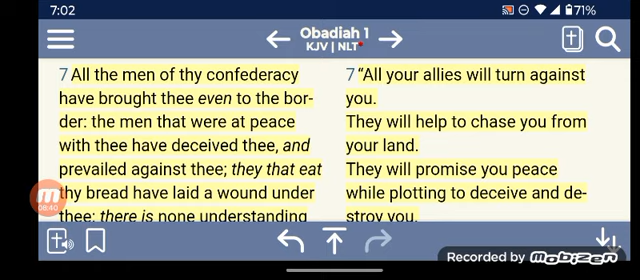 7:02
71%
Obadiah 1
KJV | NLT
7 All the men of thy confederacy
have brought thee even to the bor-
der: the men that were at peace
with thee have deceived thee, and
prevailed against thee; they that eat
thy bread have laid a wound under
thee: there is none understanding
7 “All your allies will turn against
you.
They will help to chase you from
your land.
They will promise you peace
while plotting to deceive and de-
stroy you.
08:40
Recorded by Mobizen